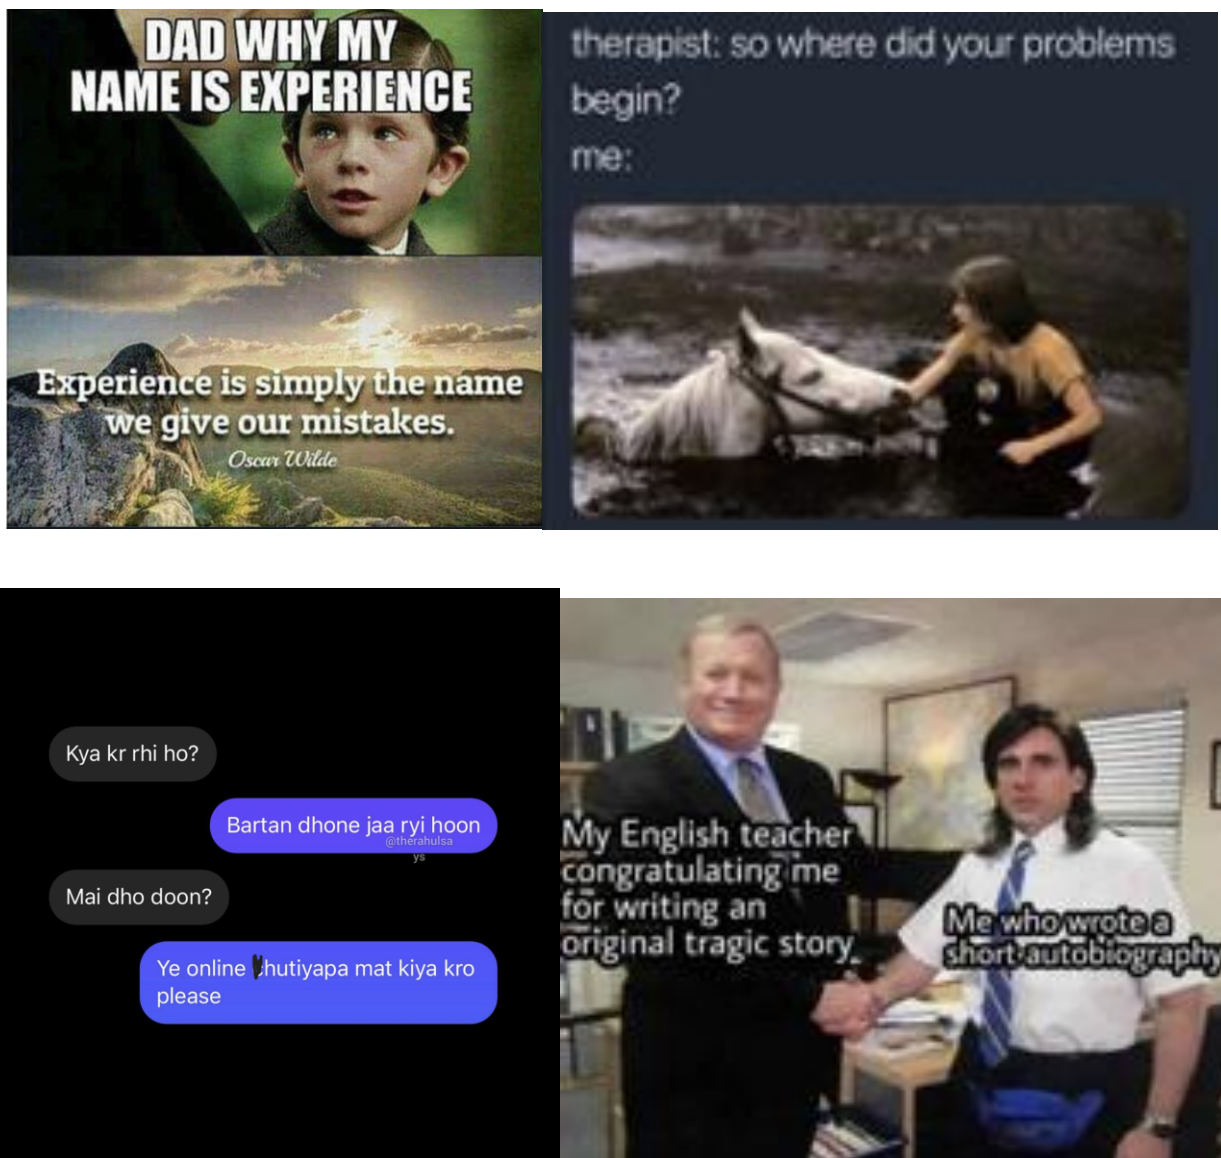 DAD WHY MY
NAME IS EXPERIENCE
Experience is simply the name
we give our mistakes.
Oscar Wilde
therapist: so where did your problems
begin?
me:
Kya kr rhi ho?
Bartan dhone jaa ryi hoon
@therahulsa
ys
Mai dho doon?
Ye online chutiyapa mat kiya kro
please
My English teacher
congratulating me
for writing an
original tragic story
Me who wrote a
short autobiography